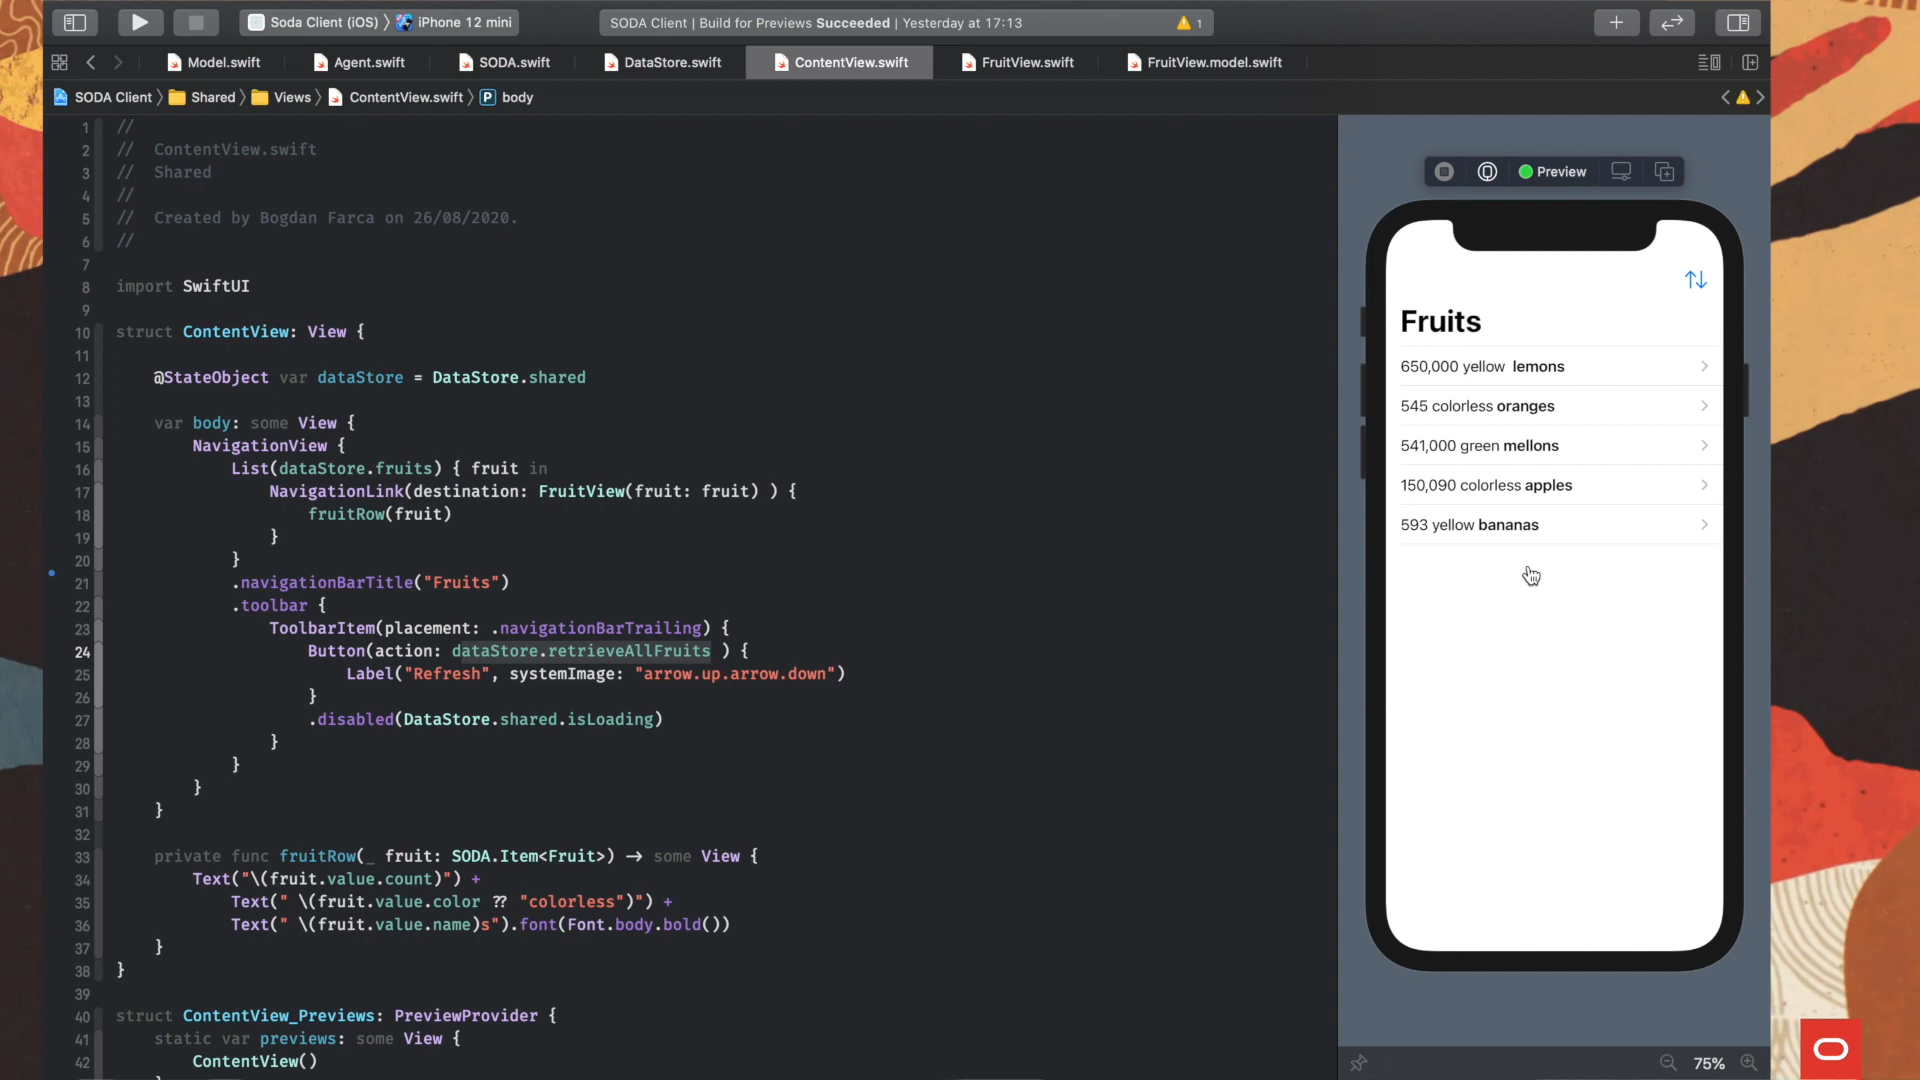 Soda Client (iOS) 〉 iPhone 12 mini
SODA Client | Build for Previews Succeeded | Yesterday at 17:13
1
Model.swift
Agent.swift
SODA.swift
DataStore.swift
ContentView.swift
FruitView.swift
FruitView.model.swift
SODA Client 〉 Shared 〉 Views 〉 ContentView.swift 〉 P body
1 //
2 // ContentView.swift
3 // Shared
4 //
5 // Created by Bogdan Farca on 26/08/2020.
6 //
7
8 import SwiftUI
9
10 struct ContentView: View {
11
12 @StateObject var dataStore = DataStore.shared
13
14 var body: some View {
15 NavigationView {
16 List(dataStore.fruits) { fruit in
17 NavigationLink(destination: FruitView(fruit: fruit) ) {
18 fruitRow(fruit)
19 }
20 }
21 .navigationBarTitle("Fruits")
22 .toolbar {
23 ToolbarItem(placement: .navigationBarTrailing) {
24 Button(action: dataStore.retrieveAllFruits ) {
25 Label("Refresh", systemImage: "arrow.up.arrow.down")
26 }
27 .disabled(DataStore.shared.isLoading)
28 }
29 }
30 }
31 }
32
33 private func fruitRow(_ fruit: SODA.Item<Fruit>) → some View {
34 Text("\(fruit.value.count)") +
35 Text(" \(fruit.value.color ?? "colorless")") +
36 Text(" \(fruit.value.name)s").font(Font.body.bold())
37 }
38 }
39
40 struct ContentView_Previews: PreviewProvider {
41 static var previews: some View {
42 ContentView()
Preview
Fruits
650,000 yellow  lemons
545 colorless oranges
541,000 green mellons
150,090 colorless apples
593 yellow bananas
75%